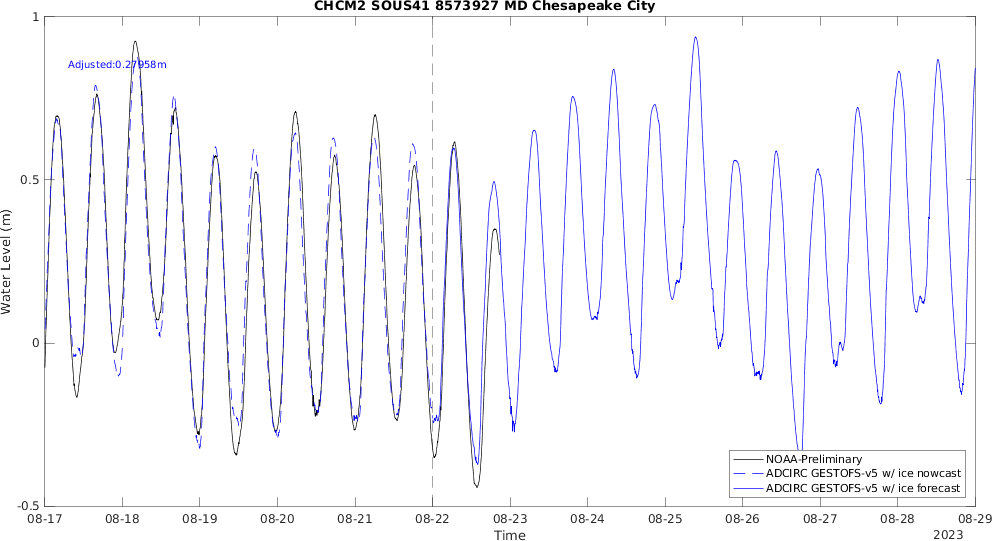 CHCM2 SOUS41 8573927 MD Chesapeake City
Adjusted:0.27958m
Water Level (m)
1
0.5
0
-0.5
NOAA-Preliminary
ADCIRC GESTOFS-v5 w/ ice nowcast
ADCIRC GESTOFS-v5 w/ ice forecast
08-17 08-18 08-19 08-20 08-21 08-22 08-23 08-24 08-25 08-26 08-27 08-28 08-29
Time
2023